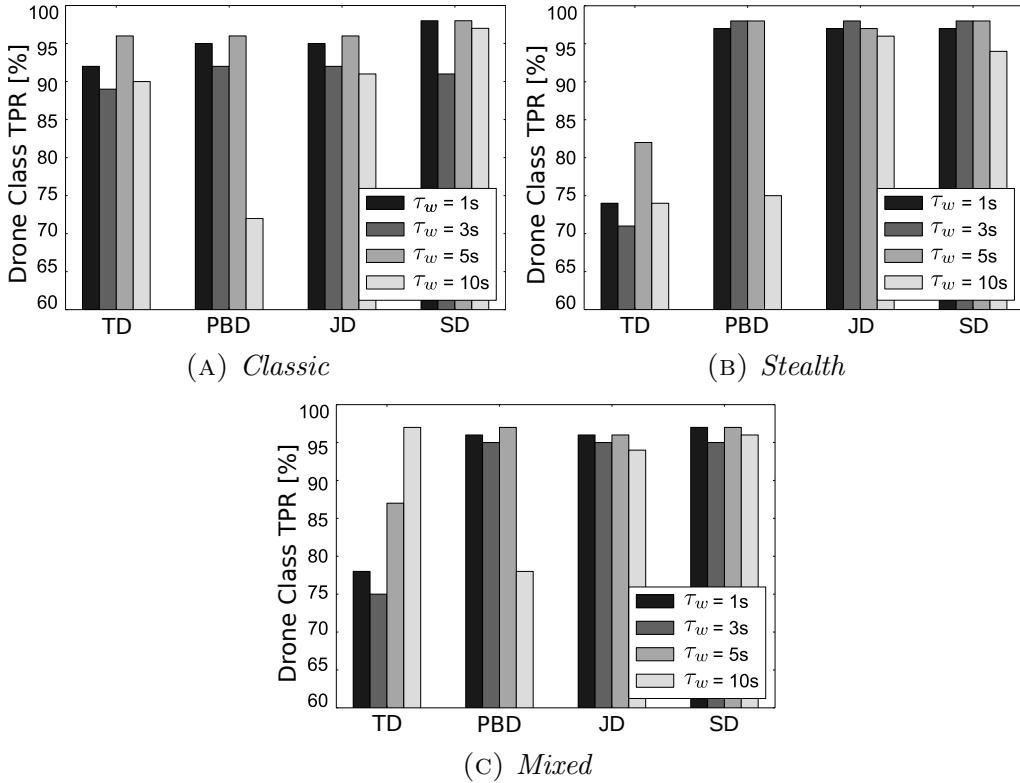 Drone Class TPR [%]
100
95
90
85
80
75
70
65
60
TD PBD JD SD
τw = 1s
τw = 3s
τw = 5s
τw = 10s
(A) Classic
Drone Class TPR [%]
100
95
90
85
80
75
70
65
60
TD PBD JD SD
τw = 1s
τw = 3s
τw = 5s
τw = 10s
(B) Stealth
Drone Class TPR [%]
100
95
90
85
80
75
70
65
60
TD PBD JD SD
τw = 1s
τw = 3s
τw = 5s
τw = 10s
(C) Mixed